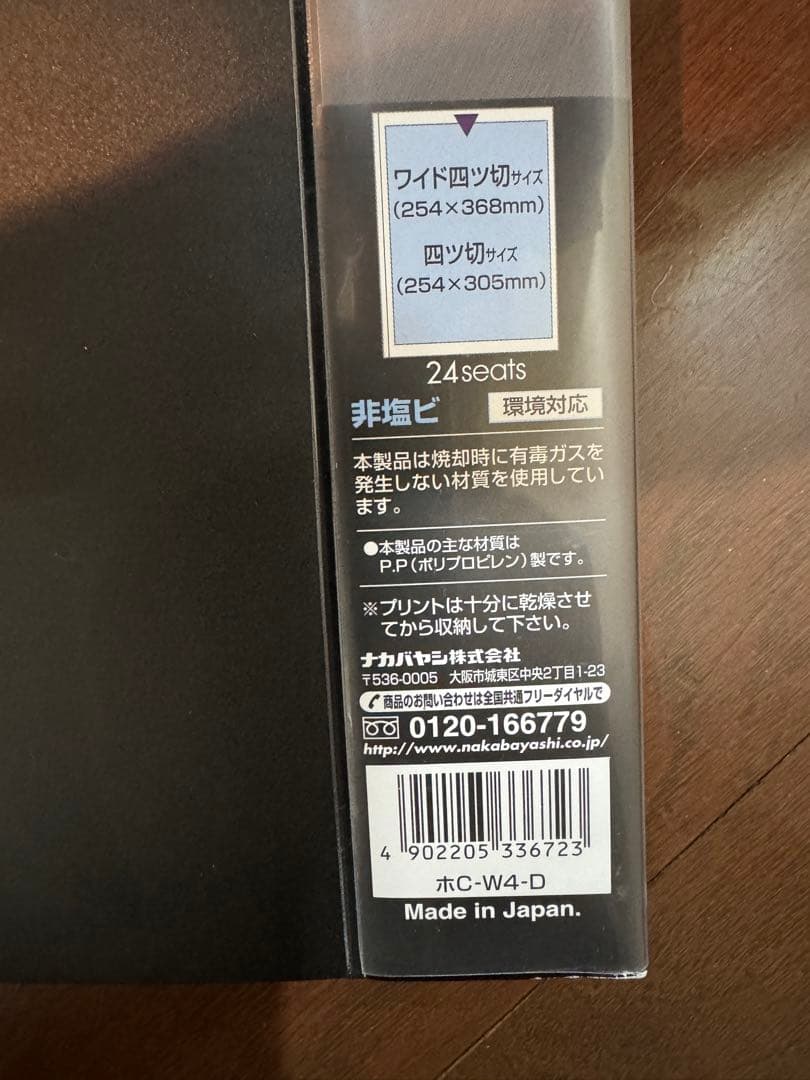 ワイド四ツ切サイズ
(254×368mm)
四ツ切サイズ
(254×305mm)
24seats
非塩ビ 環境対応
本製品は焼却時に有毒ガスを
発生しない材質を使用してい
ます。
●本製品の主な材質は
P.P(ポリプロピレン)製です。
※プリントは十分に乾燥させ
てから収納して下さい。
ナカバヤシ株式会社
〒536-0005 大阪市城東区中央2丁目1-23
商品のお問い合わせは全国共通フリーダイヤルで
0120-166779
http://www.nakabayashi.co.jp/
4 902205 336723
ホC-W4-D
Made in Japan.